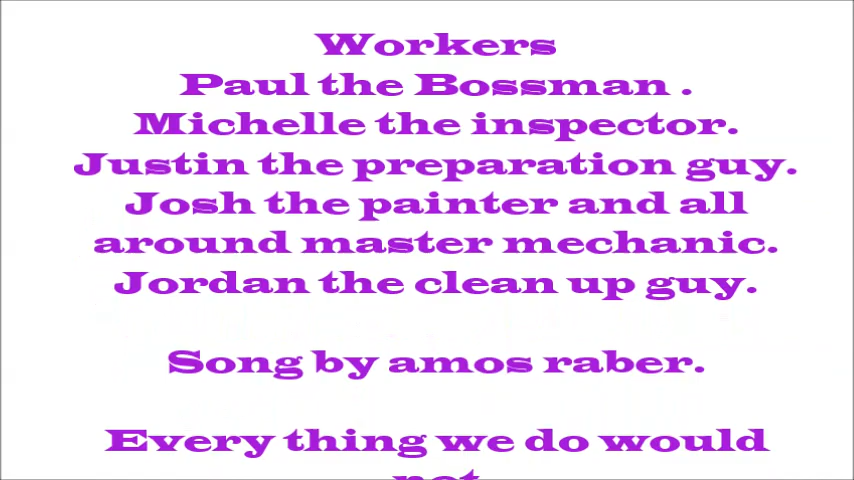 Workers
Paul the Bossman .
Michelle the inspector.
Justin the preparation guy.
Josh the painter and all
around master mechanic.
Jordan the clean up guy.
Song by amos raber.
Every thing we do would
not